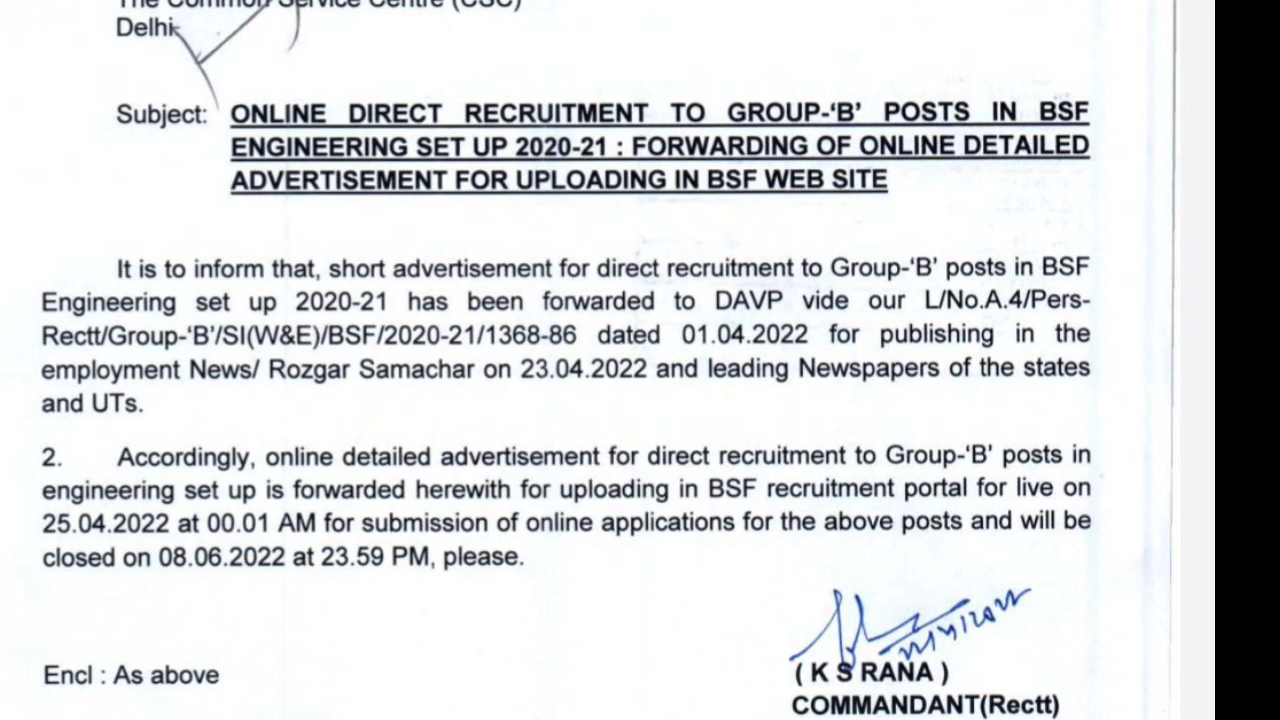 The Common Service Centre (CSC)
Delhi
Subject: ONLINE DIRECT RECRUITMENT TO GROUP-‘B’ POSTS IN BSF
ENGINEERING SET UP 2020-21 : FORWARDING OF ONLINE DETAILED
ADVERTISEMENT FOR UPLOADING IN BSF WEB SITE
It is to inform that, short advertisement for direct recruitment to Group-‘B’ posts in BSF
Engineering set up 2020-21 has been forwarded to DAVP vide our L/No.A.4/Pers-
Rectt/Group-‘B’/SI(W&E)/BSF/2020-21/1368-86 dated 01.04.2022 for publishing in the
employment News/ Rozgar Samachar on 23.04.2022 and leading Newspapers of the states
and UTs.
2. Accordingly, online detailed advertisement for direct recruitment to Group-‘B’ posts in
engineering set up is forwarded herewith for uploading in BSF recruitment portal for live on
25.04.2022 at 00.01 AM for submission of online applications for the above posts and will be
closed on 08.06.2022 at 23.59 PM, please.
( K S RANA )
Encl : As above
COMMANDANT(Rectt)